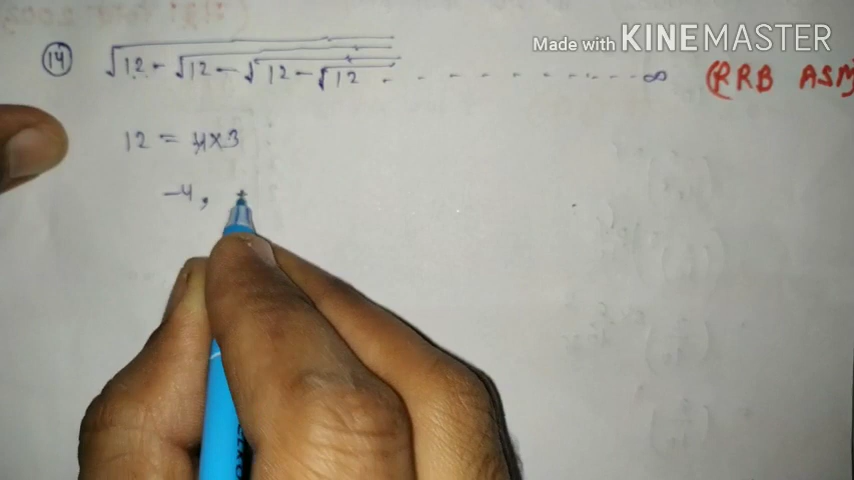 Made with KINEMASTER
(14) √12 - √12 - √12 - √12 - - - - - - - - - - ∞ (RRB ASM)
12 = 4×3
-4, +